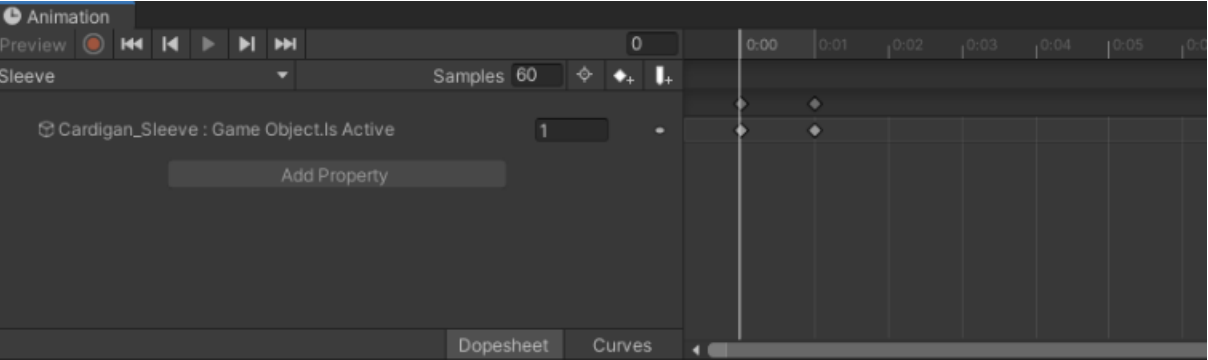 Animation
Preview 0 0:00 0:01 0:02 0:03 0:04 0:05
Sleeve Samples 60
Cardigan_Sleeve : Game Object.Is Active 1
Add Property
Dopesheet Curves